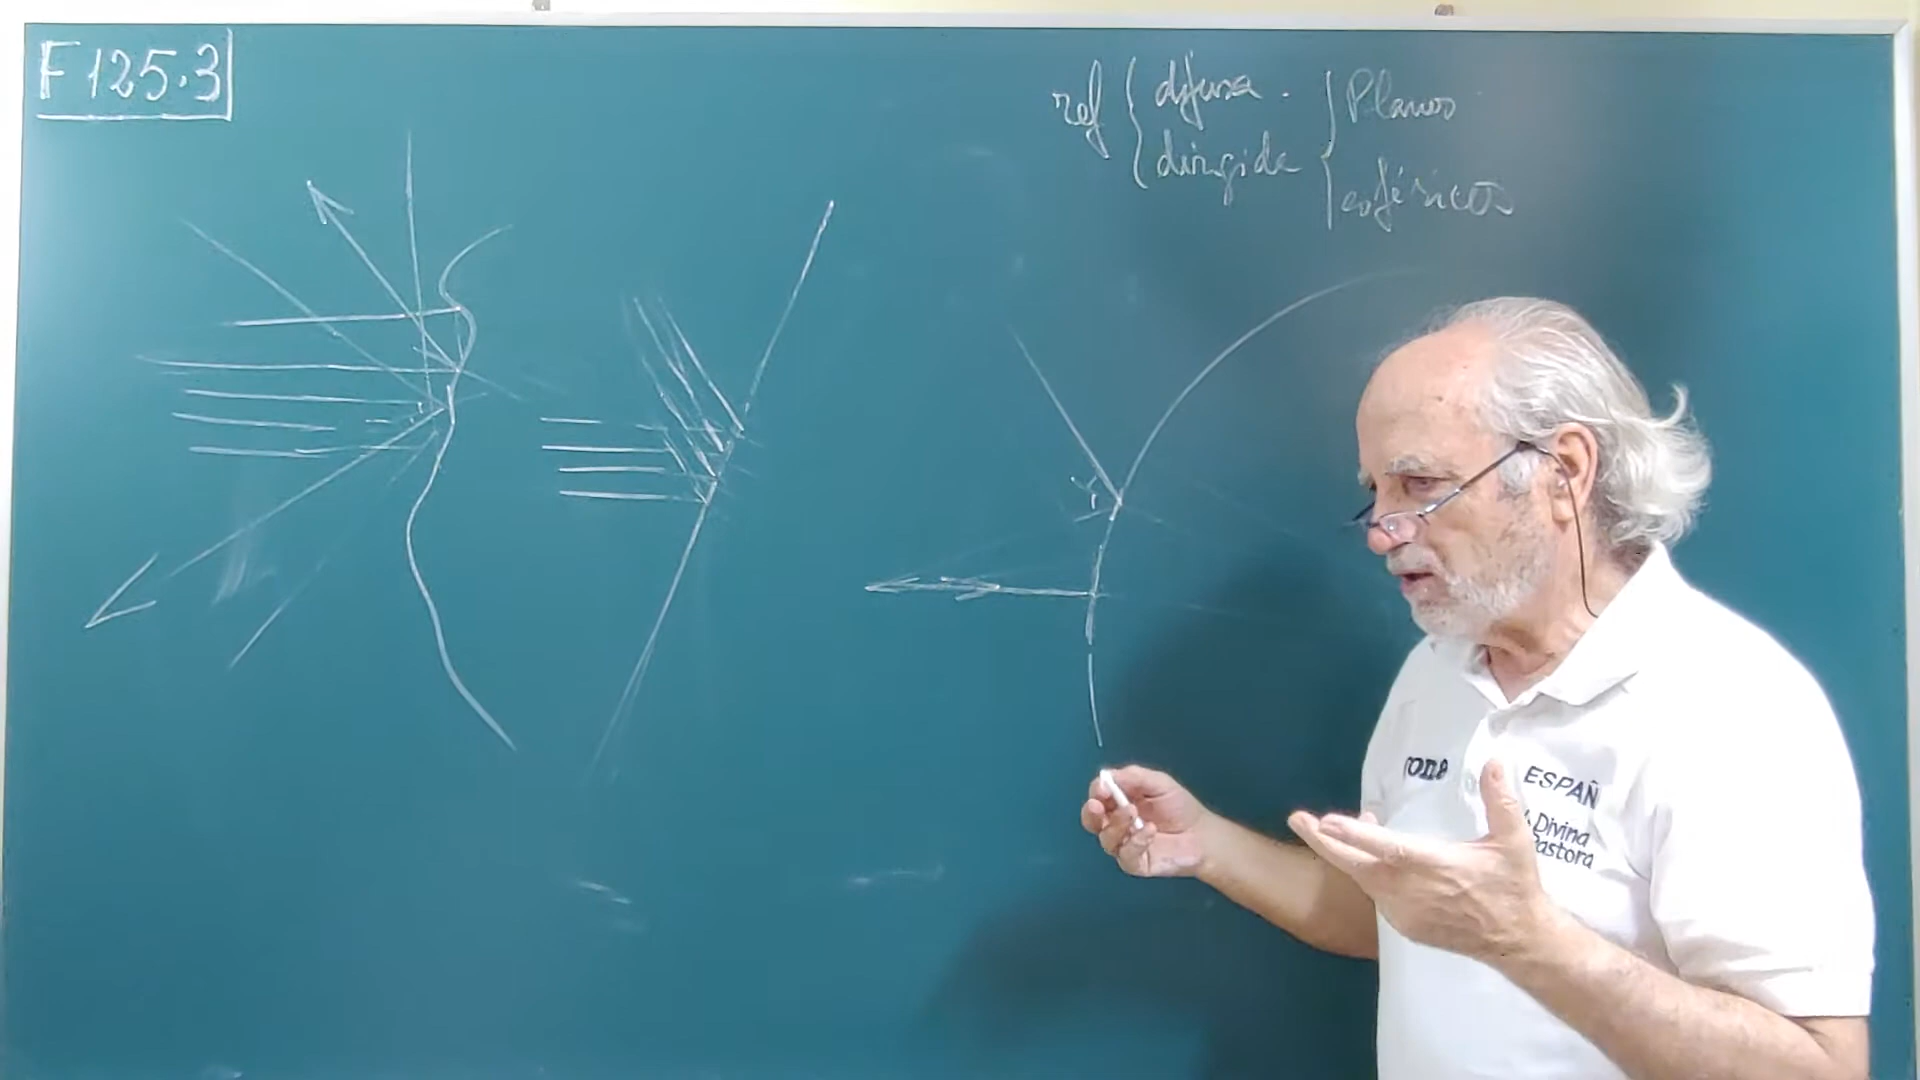 F 125.3
ref { difusa . { Planos
dirigida esféricos
ESPAÑ
Divina
Pastora